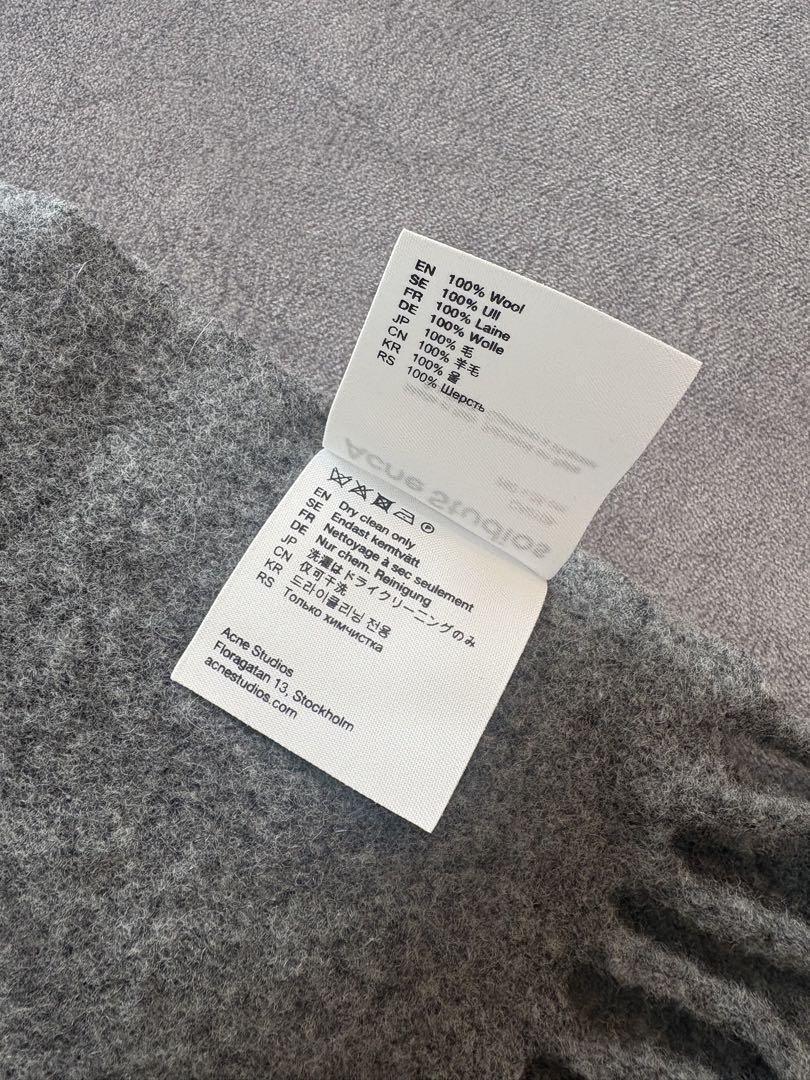 EN 100% Wool
SE 100% Ull
FR 100% Laine
DE 100% Wolle
JP 100% 毛
CN 100% 羊毛
KR 100% 울
RS 100% Шерсть
Acne Studios
EN Dry clean only
SE Endast kemtvätt
FR Nettoyage à sec seulement
DE Nur chem. Reinigung
JP 洗濯はドライクリーニングのみ
CN 仅可干洗
KR 드라이클리닝 전용
RS Только химчистка
Acne Studios
Floragatan 13, Stockholm
acnestudios.com